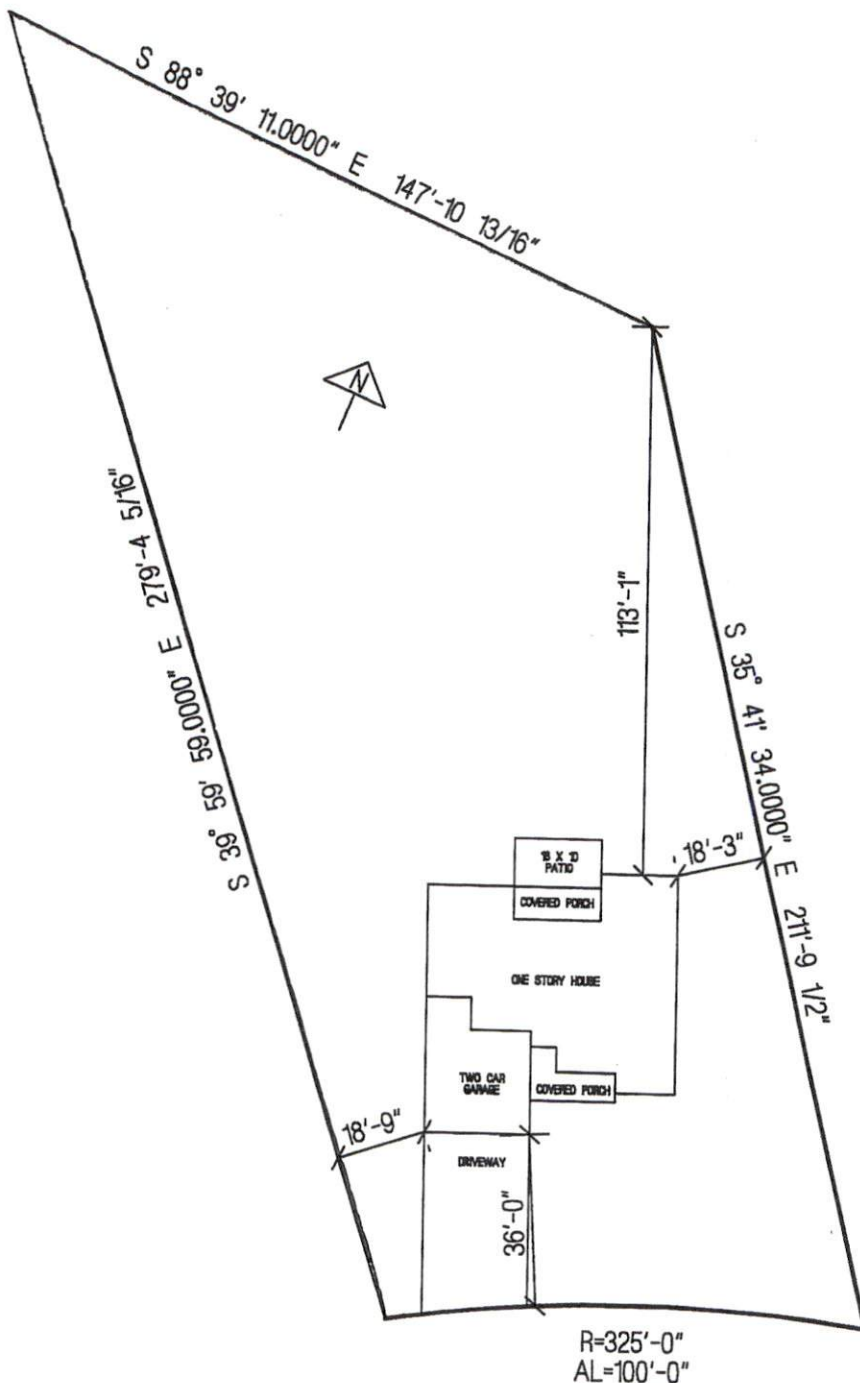 S 88° 39' 11.0000" E 147'-10 13/16"
N
S 39° 59' 59.0000" E 279'-4 5/16"
113'-1"
S 35° 41' 34.0000" E 211'-9 1/2"
18'-3"
PATIO
COVERED PORCH
ONE STORY HOUSE
TWO CAR
GARAGE
COVERED PORCH
18'-9"
DRIVEWAY
36'-0"
R=325'-0"
AL=100'-0"